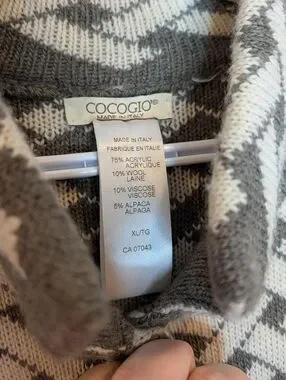 COCOGIO®
MADE IN ITALY
MADE IN ITALY
FABRIQUE EN ITALIE
75% ACRYLIC
ACRYLIQUE
10% WOOL
LAINE
10% VISCOSE
VISCOSE
5% ALPACA
ALPAGA
XL/TG
CA 07043